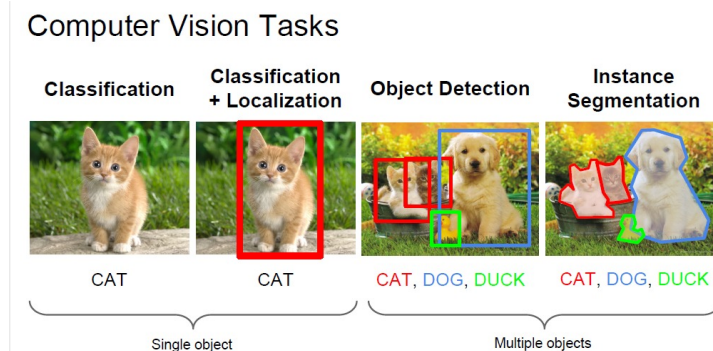 Computer Vision Tasks
Classification
Classification
+ Localization
Object Detection
Instance
Segmentation
CAT
CAT
CAT, DOG, DUCK
CAT, DOG, DUCK
Single object
Multiple objects